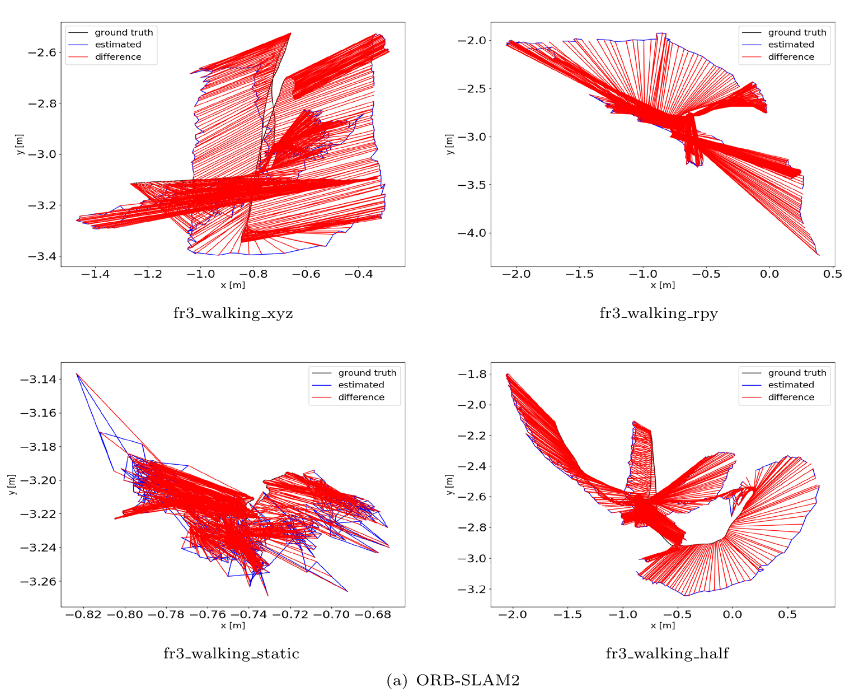 ground truth
estimated
difference
−2.6
−2.8
−3.0
−3.2
−3.4
y [m]
−1.4 −1.2 −1.0 −0.8 −0.6 −0.4
x [m]
fr3_walking_xyz
ground truth
estimated
difference
−2.0
−2.5
−3.0
−3.5
−4.0
y [m]
−2.0 −1.5 −1.0 −0.5 0.0 0.5
x [m]
fr3_walking_rpy
ground truth
estimated
difference
−3.14
−3.16
−3.18
−3.20
−3.22
−3.24
−3.26
y [m]
−0.82 −0.80 −0.78 −0.76 −0.74 −0.72 −0.70 −0.68
x [m]
fr3_walking_static
ground truth
estimated
difference
−1.8
−2.0
−2.2
−2.4
−2.6
−2.8
−3.0
−3.2
y [m]
−2.0 −1.5 −1.0 −0.5 0.0 0.5
x [m]
fr3_walking_half
(a) ORB-SLAM2